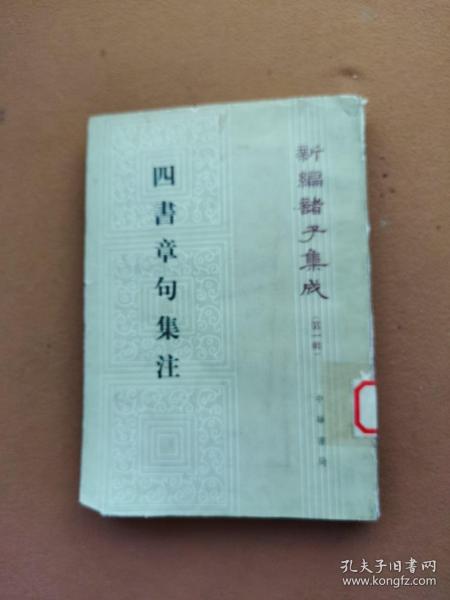 新編諸子集成
（第一輯）
四書章句集注
中華書局
孔夫子旧书网
www.kongfz.com